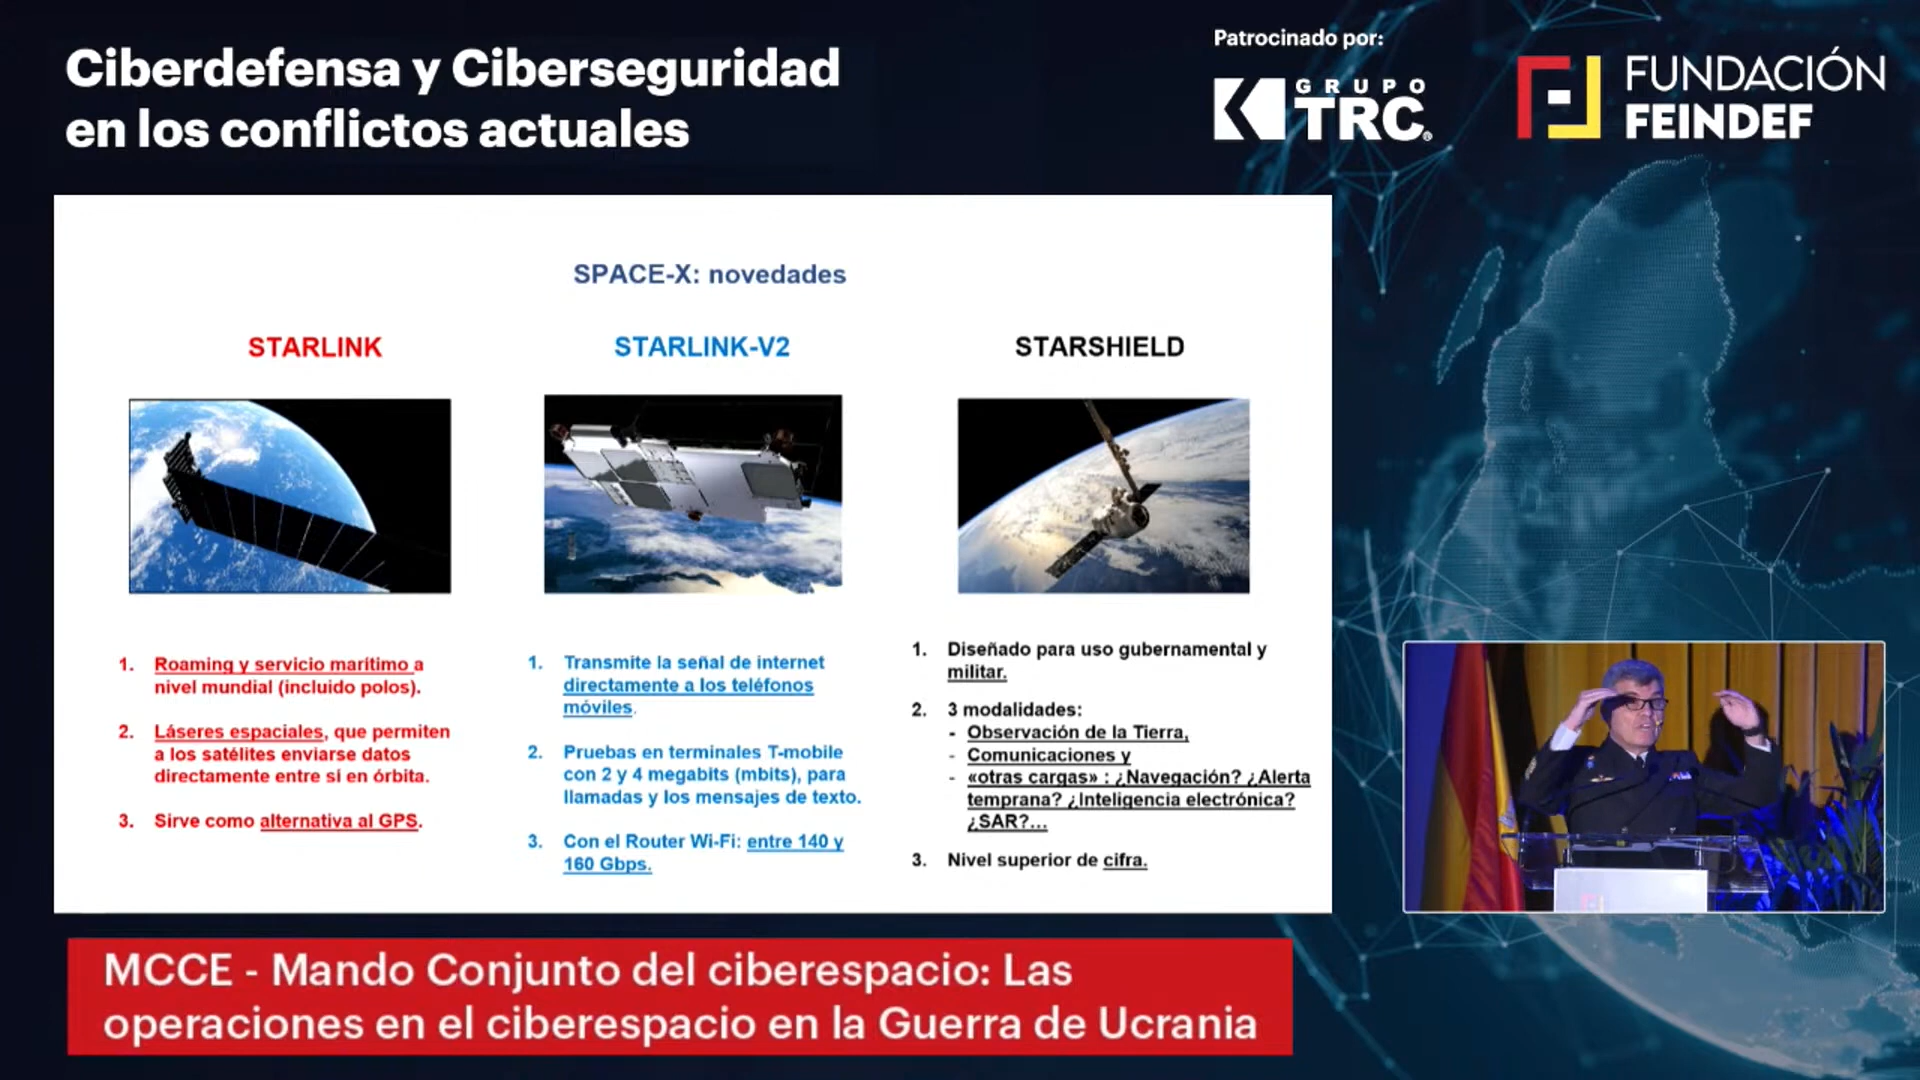 Ciberdefensa y Ciberseguridad
en los conflictos actuales
Patrocinado por:
GRUPO
TRC®
FUNDACIÓN
FEINDEF
SPACE-X: novedades
STARLINK
1. Roaming y servicio marítimo a
nivel mundial (incluido polos).
2. Láseres espaciales, que permiten
a los satélites enviarse datos
directamente entre sí en órbita.
3. Sirve como alternativa al GPS.
STARLINK-V2
1. Transmite la señal de internet
directamente a los teléfonos
móviles.
2. Pruebas en terminales T-mobile
con 2 y 4 megabits (mbits), para
llamadas y los mensajes de texto.
3. Con el Router Wi-Fi: entre 140 y
160 Gbps.
STARSHIELD
1. Diseñado para uso gubernamental y
militar.
2. 3 modalidades:
- Observación de la Tierra,
- Comunicaciones y
- «otras cargas» : ¿Navegación? ¿Alerta
temprana? ¿Inteligencia electrónica?
¿SAR?...
3. Nivel superior de cifra.
MCCE - Mando Conjunto del ciberespacio: Las
operaciones en el ciberespacio en la Guerra de Ucrania